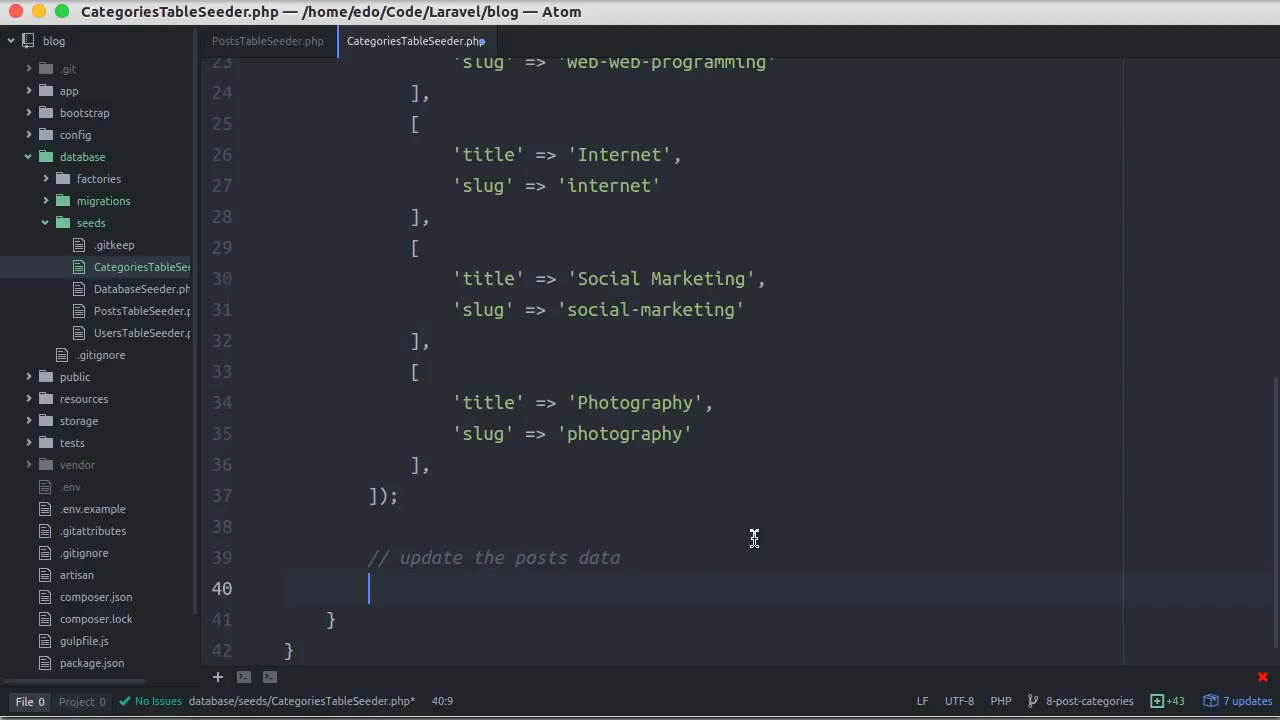 CategoriesTableSeeder.php — /home/edo/Code/Laravel/blog — Atom
blog
.git
app
bootstrap
config
database
factories
migrations
seeds
.gitkeep
CategoriesTableSee
DatabaseSeeder.ph
PostsTableSeeder.p
UsersTableSeeder.p
.gitignore
public
resources
storage
tests
vendor
.env
.env.example
.gitattributes
.gitignore
artisan
composer.json
composer.lock
gulpfile.js
package.json
PostsTableSeeder.php CategoriesTableSeeder.php
23 'slug' => 'web-web-programming'
24 ],
25 [
26 'title' => 'Internet',
27 'slug' => 'internet'
28 ],
29 [
30 'title' => 'Social Marketing',
31 'slug' => 'social-marketing'
32 ],
33 [
34 'title' => 'Photography',
35 'slug' => 'photography'
36 ],
37 ]);
38
39 // update the posts data
40
41 }
42 }
File 0 Project 0 No Issues database/seeds/CategoriesTableSeeder.php* 40:9 LF UTF-8 PHP 8-post-categories +43 7 updates